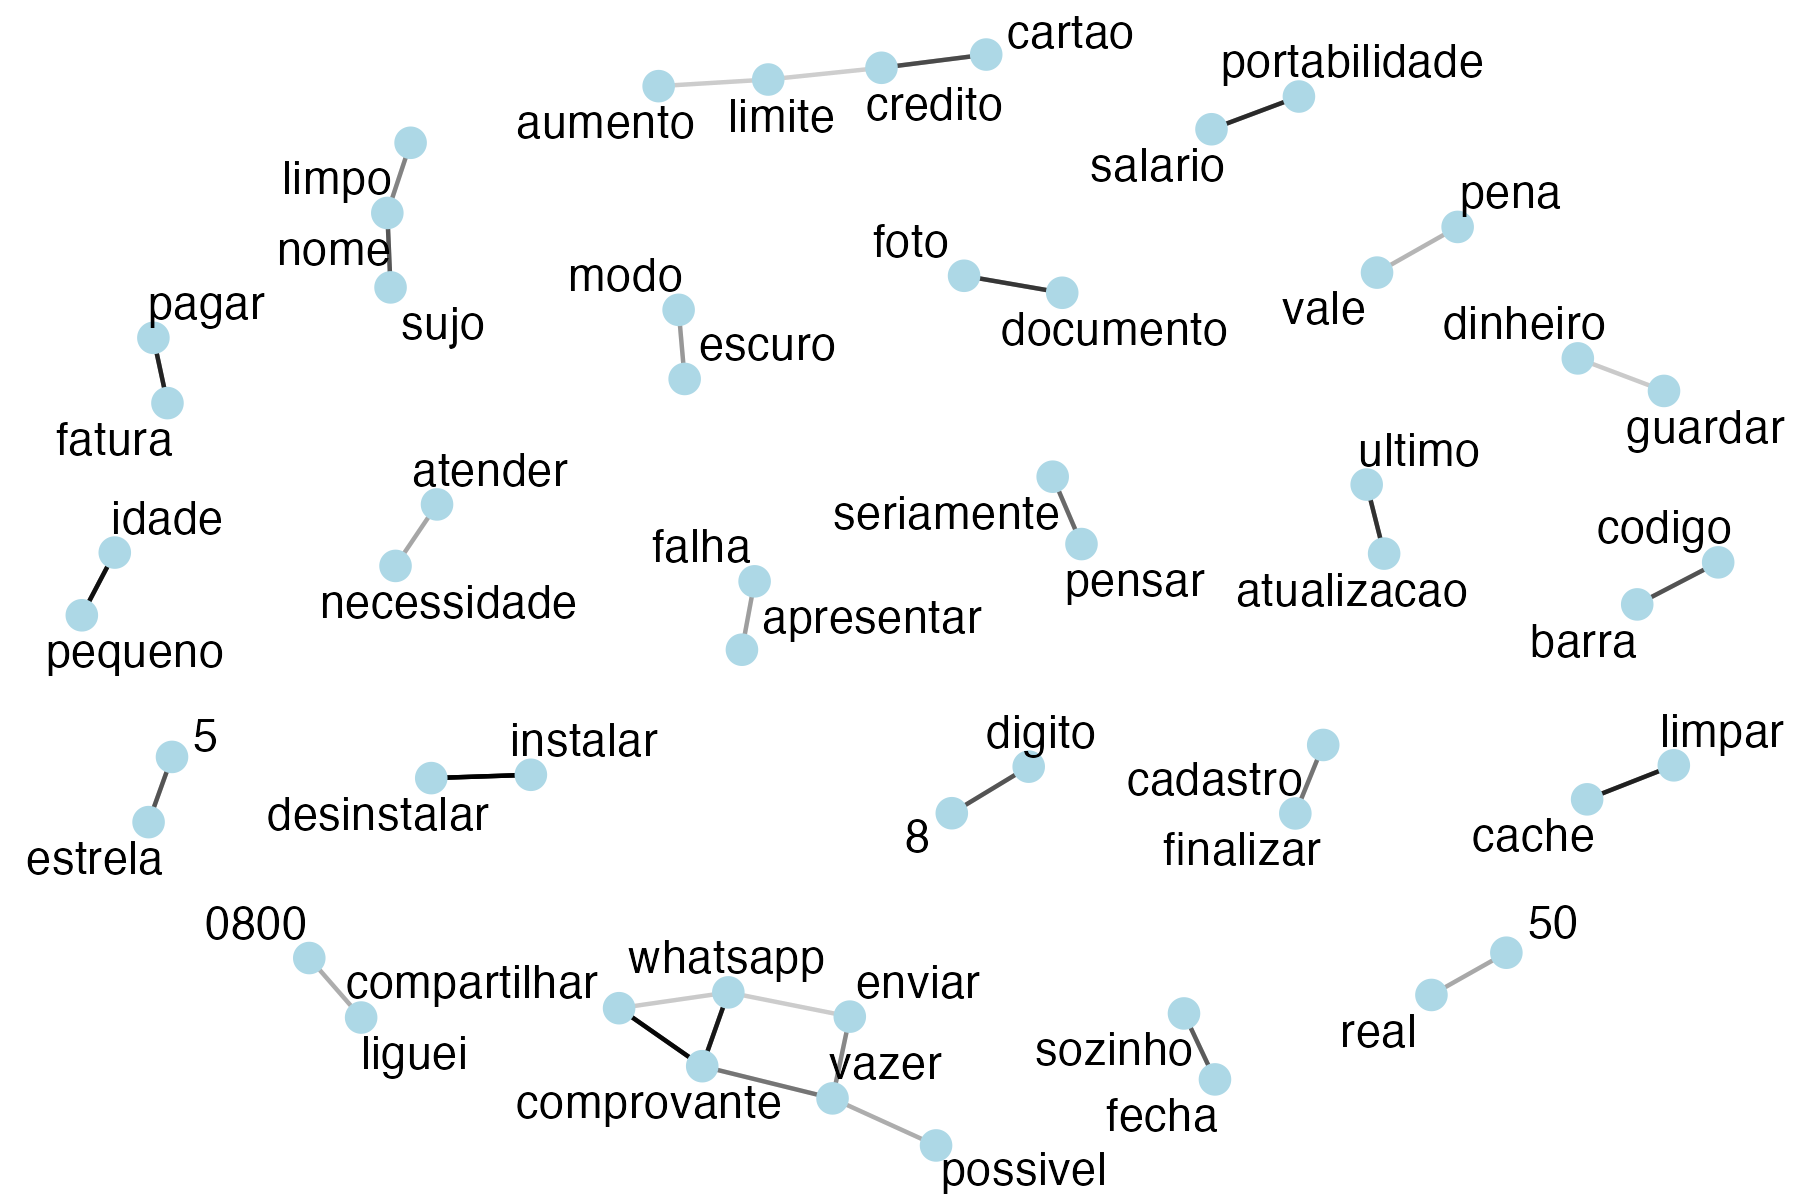 cartao
portabilidade
aumento
limite
credito
salario
limpo
pena
nome
foto
modo
vale
pagar
sujo
escuro
documento
dinheiro
fatura
guardar
atender
ultimo
idade
seriamente
codigo
falha
necessidade
pensar
atualizacao
apresentar
barra
pequeno
5
instalar
digito
limpar
cadastro
desinstalar
8
finalizar
cache
estrela
0800
50
whatsapp
compartilhar
enviar
liguei
vazer
sozinho
real
comprovante
fecha
possivel